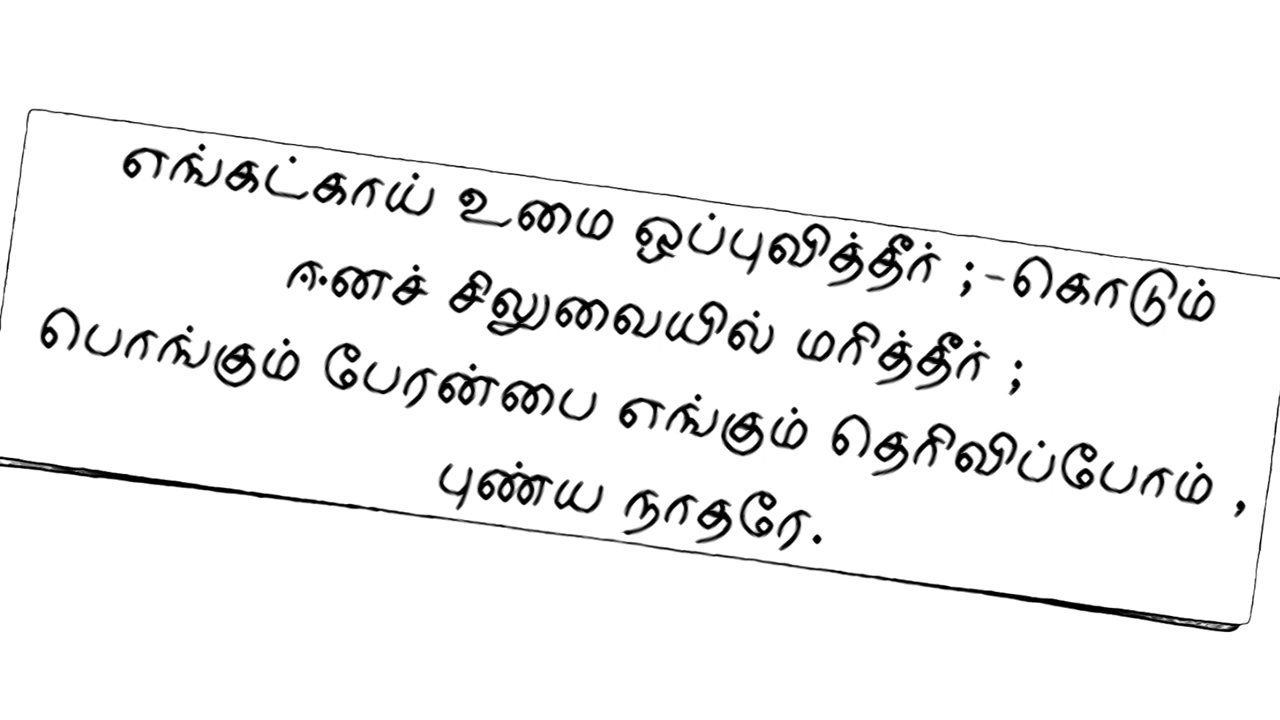 எங்கட்காய் உமை ஒப்புவித்தீர் ;-கொடும்
ஈனச் சிலுவையில் மரித்தீர் ;
பொங்கும் பேரன்பை எங்கும் தெரிவிப்போம் ,
புண்ய நாதரே.